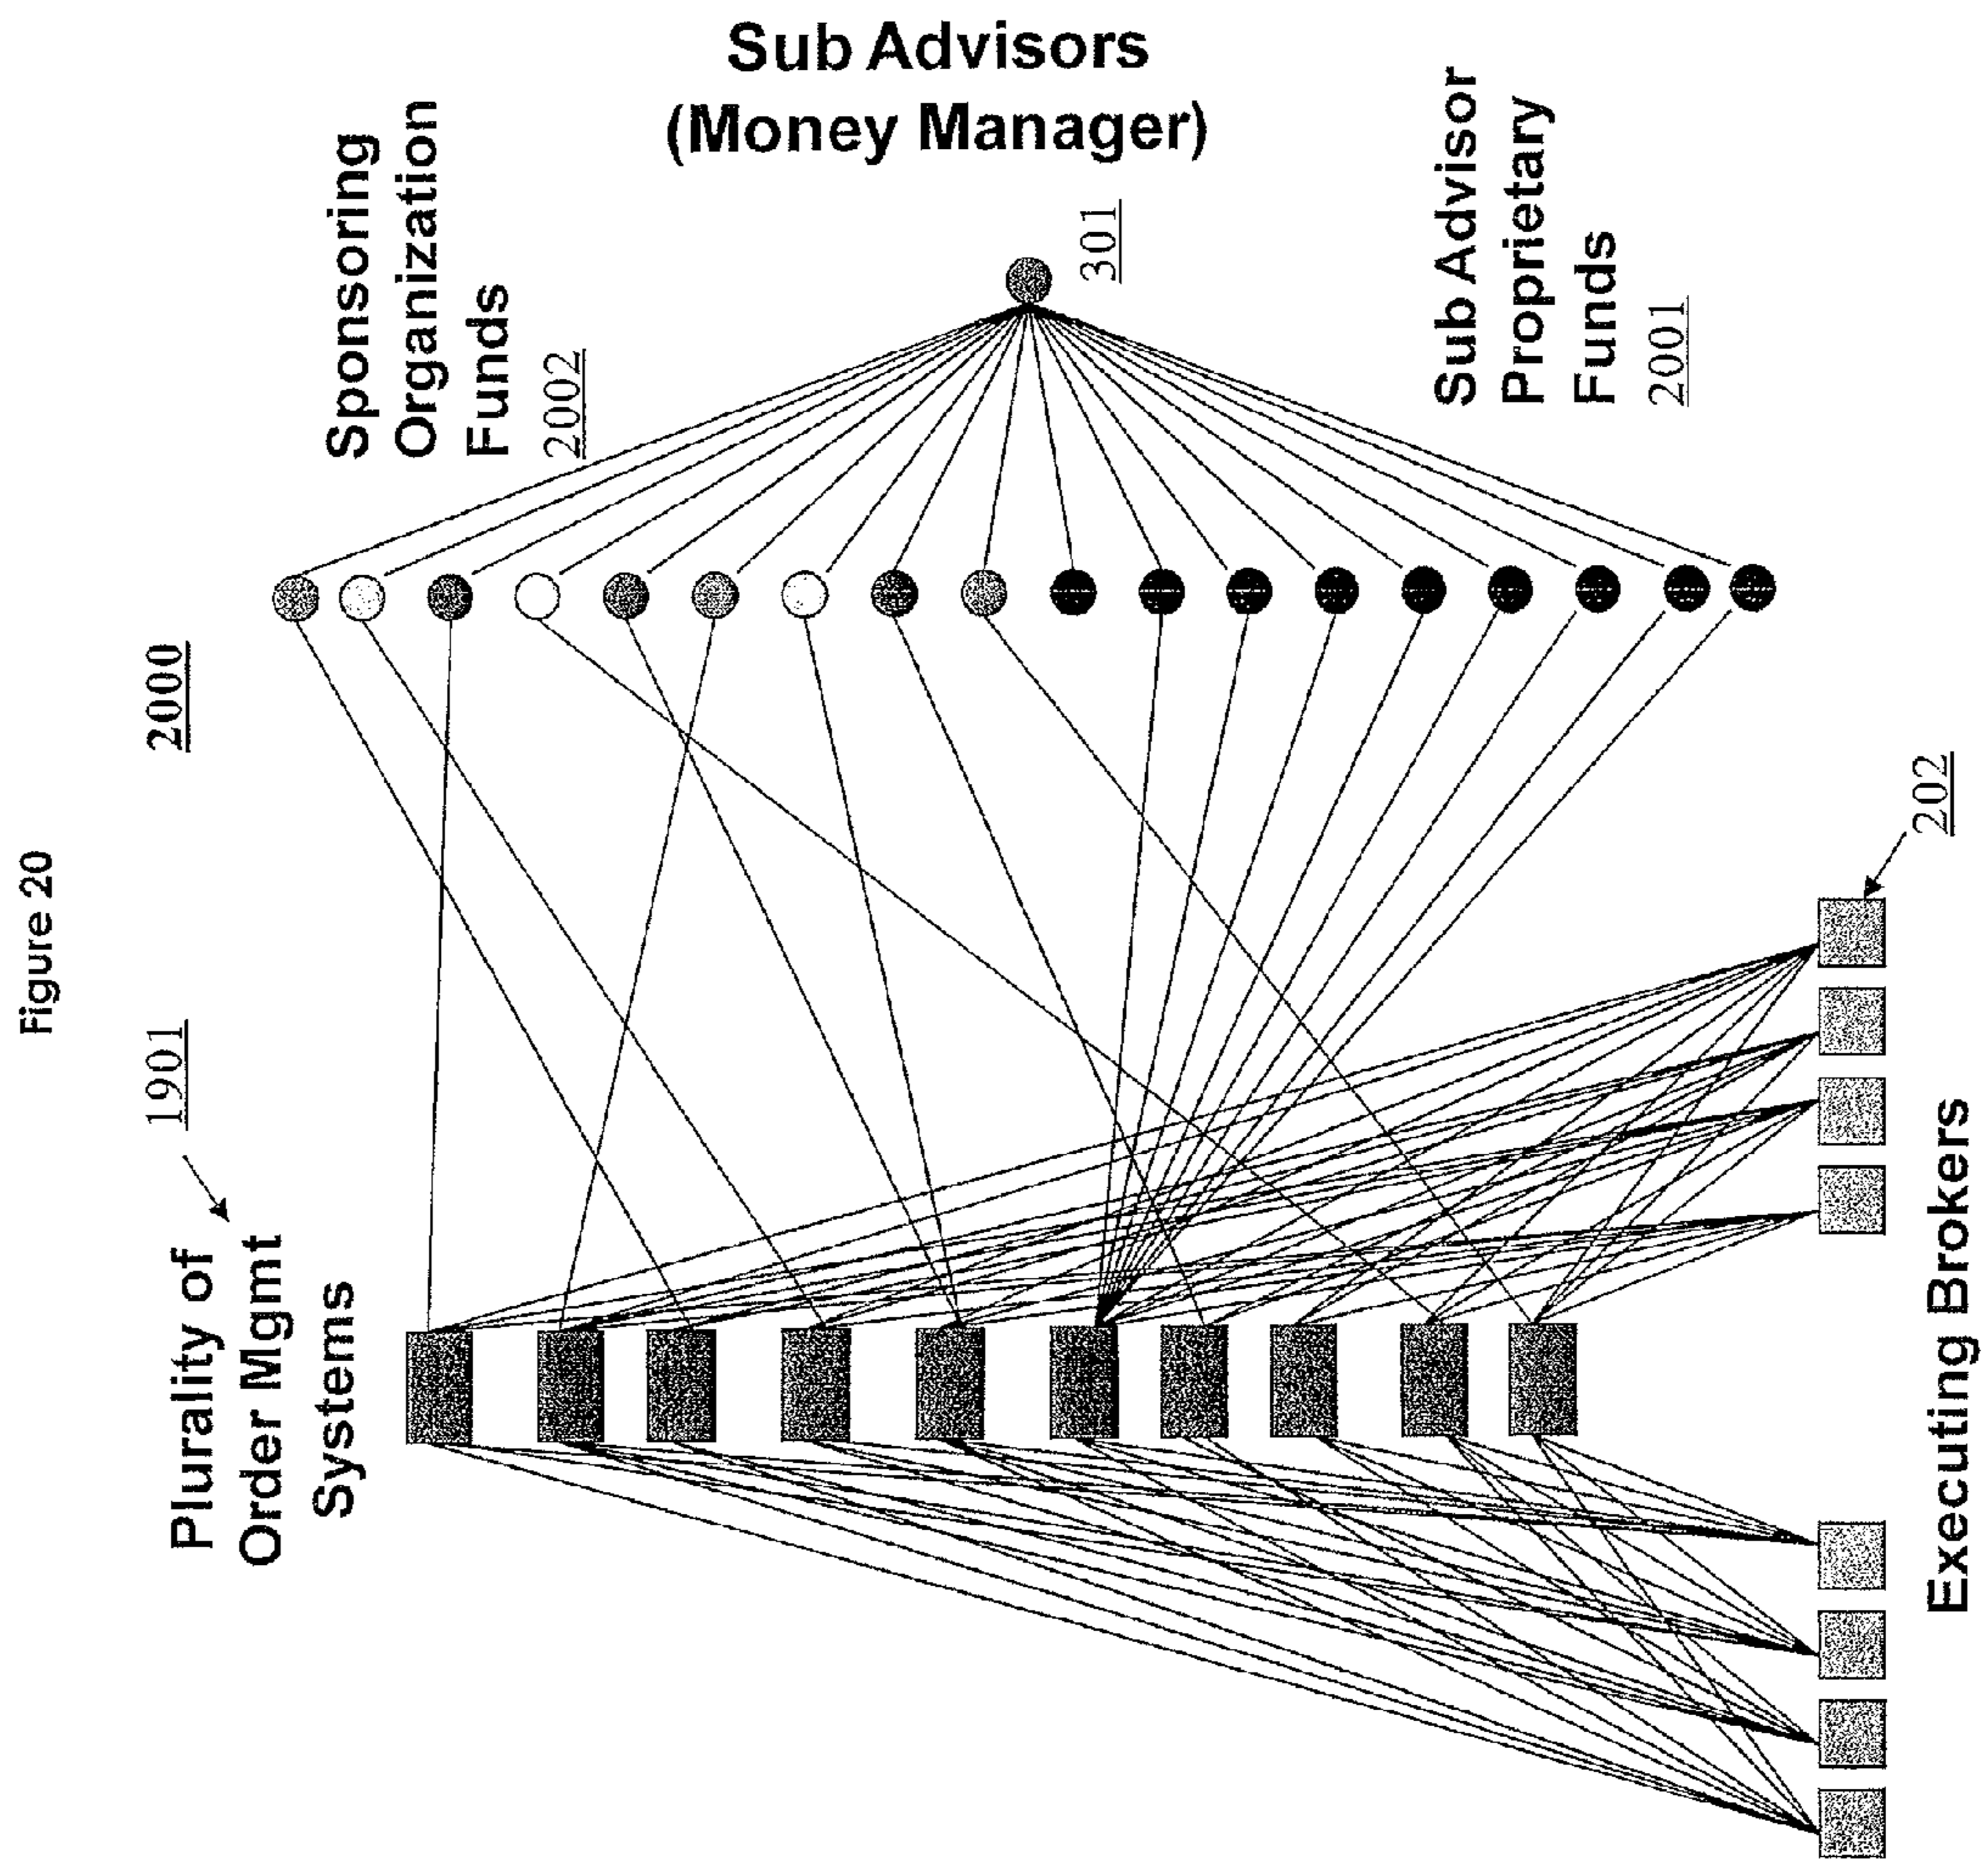 Figure 20
2000
1901
Plurality of
Order Mgmt
Systems
Sponsoring
Organization
Funds
2002
Sub Advisors
(Money Manager)
301
Sub Advisor
Proprietary
Funds
2001
202
Executing Brokers